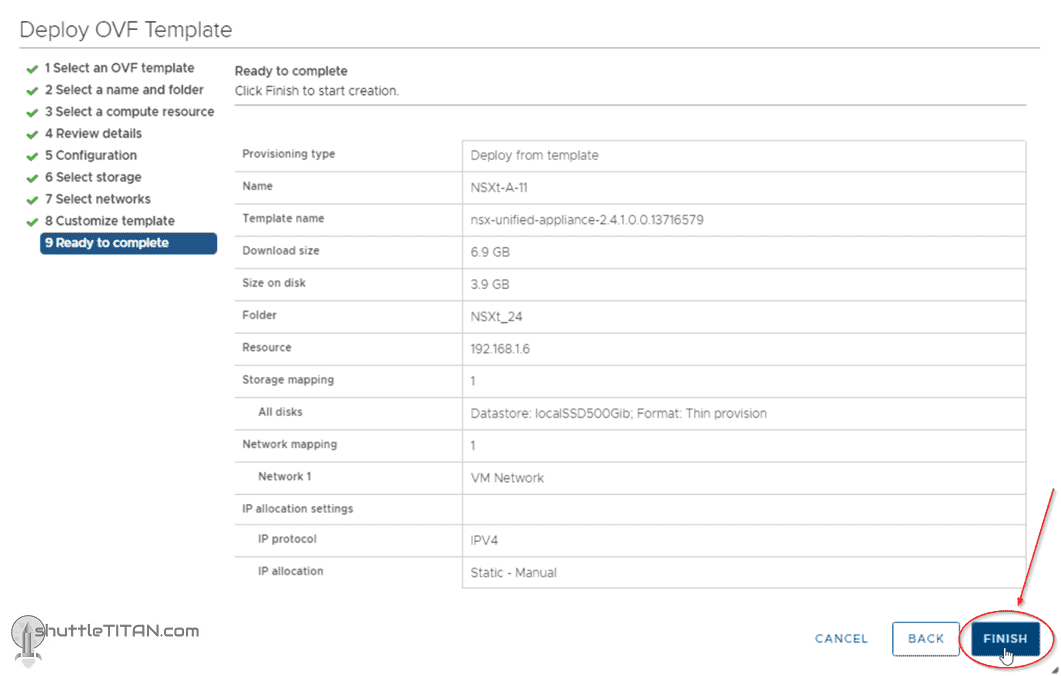 Deploy OVF Template
1 Select an OVF template
2 Select a name and folder
3 Select a compute resource
4 Review details
5 Configuration
6 Select storage
7 Select networks
8 Customize template
9 Ready to complete
Ready to complete
Click Finish to start creation.
Provisioning type Deploy from template
Name NSXt-A-11
Template name nsx-unified-appliance-2.4.1.0.0.13716579
Download size 6.9 GB
Size on disk 3.9 GB
Folder NSXt_24
Resource 192.168.1.6
Storage mapping 1
All disks Datastore: localSSD500Gib; Format: Thin provision
Network mapping 1
Network 1 VM Network
IP allocation settings
IP protocol IPV4
IP allocation Static - Manual
shuttleTITAN.com
CANCEL BACK FINISH